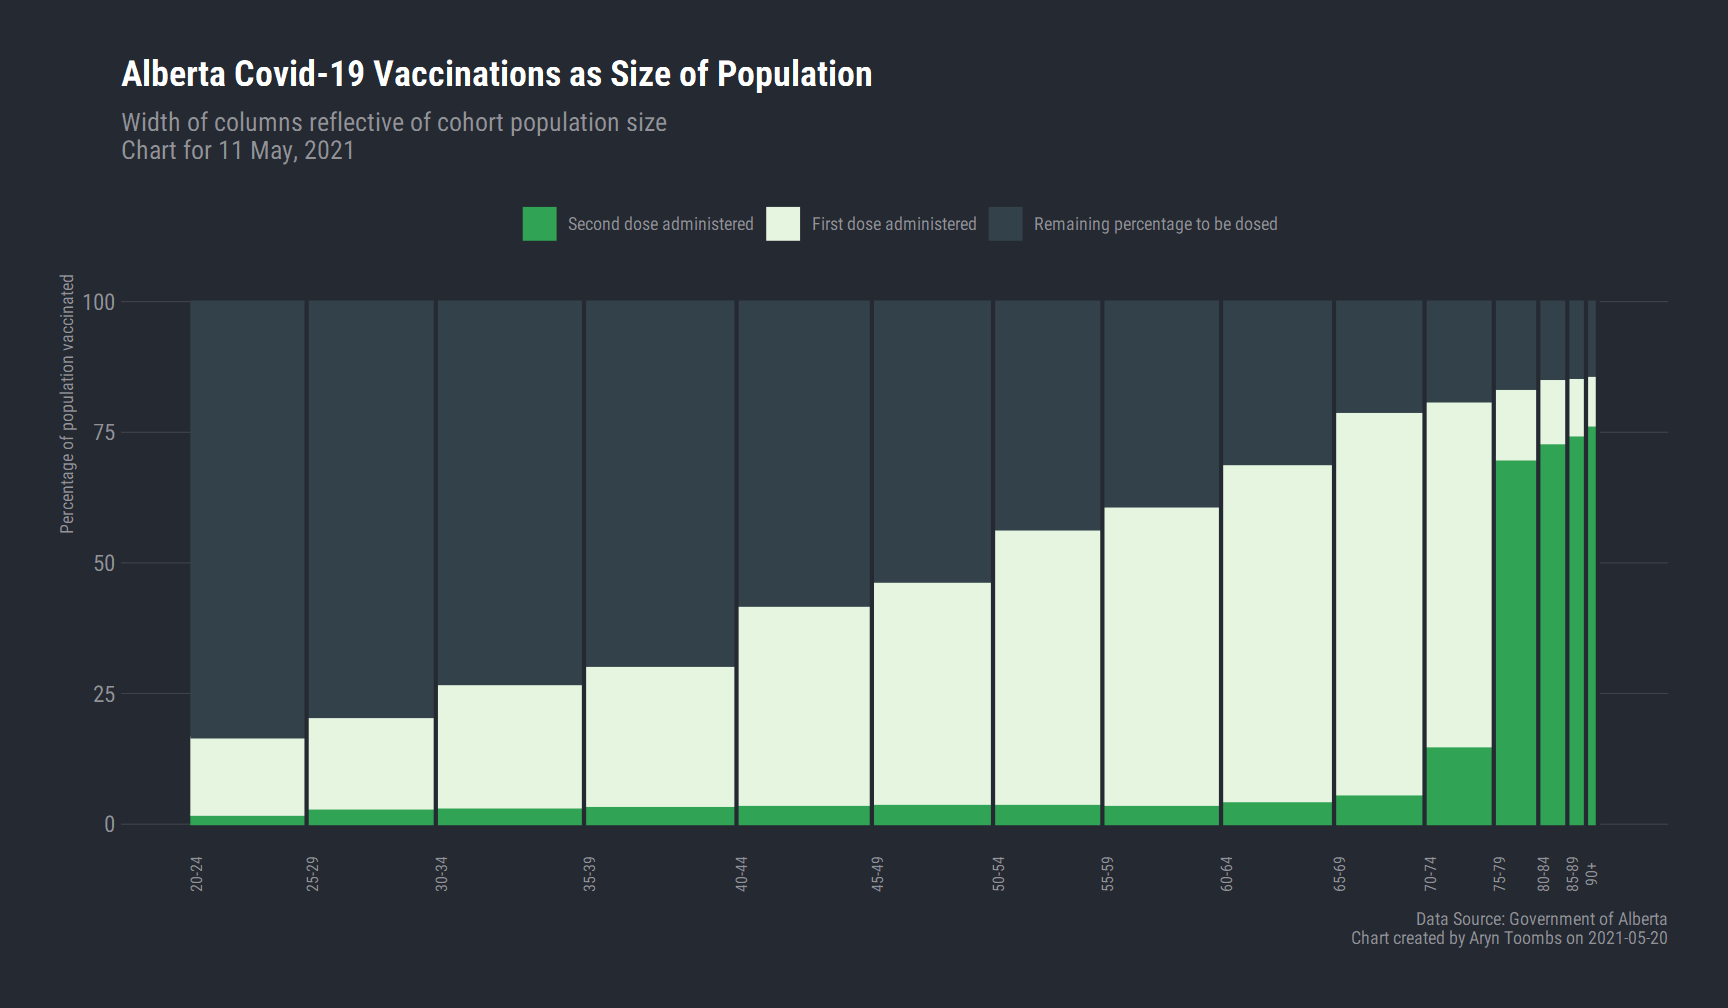 Alberta Covid-19 Vaccinations as Size of Population
Width of columns reflective of cohort population size
Chart for 11 May, 2021
Second dose administered
First dose administered
Remaining percentage to be dosed
Percentage of population vaccinated
100
75
50
25
0
20-24
25-29
30-34
35-39
40-44
45-49
50-54
55-59
60-64
65-69
70-74
75-79
80-84
85-89
90+
Data Source: Government of Alberta
Chart created by Aryn Toombs on 2021-05-20